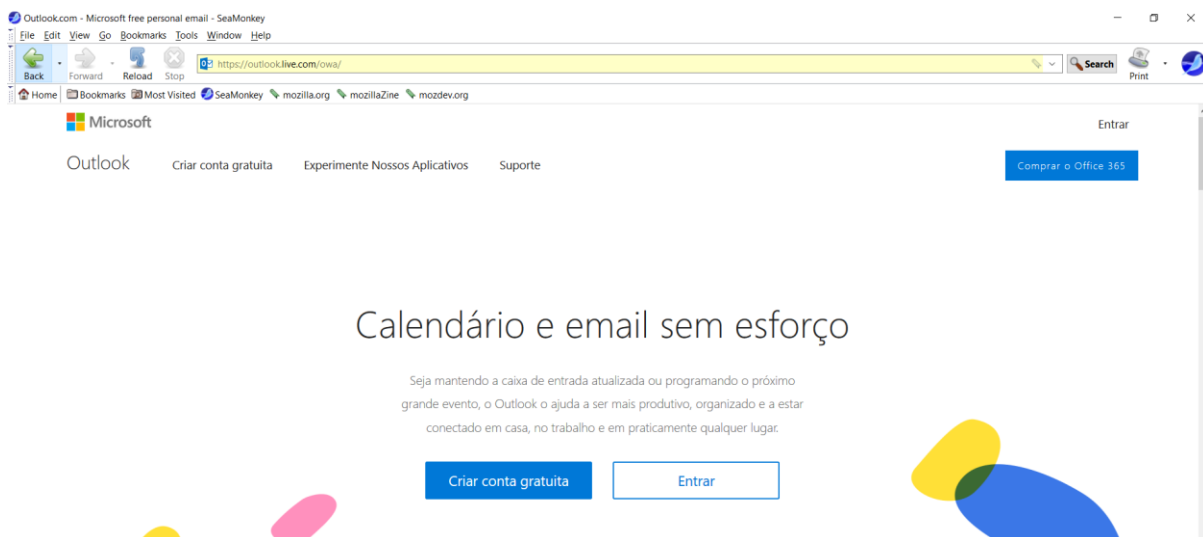 Outlook.com - Microsoft free personal email - SeaMonkey
File Edit View Go Bookmarks Tools Window Help
Back Forward Reload Stop https://outlook.live.com/owa/ Search Print
Home Bookmarks Most Visited SeaMonkey mozilla.org mozillaZine mozdev.org
Microsoft Entrar
Outlook Criar conta gratuita Experimente Nossos Aplicativos Suporte Comprar o Office 365
Calendário e email sem esforço
Seja mantendo a caixa de entrada atualizada ou programando o próximo
grande evento, o Outlook o ajuda a ser mais produtivo, organizado e a estar
conectado em casa, no trabalho e em praticamente qualquer lugar.
Criar conta gratuita Entrar